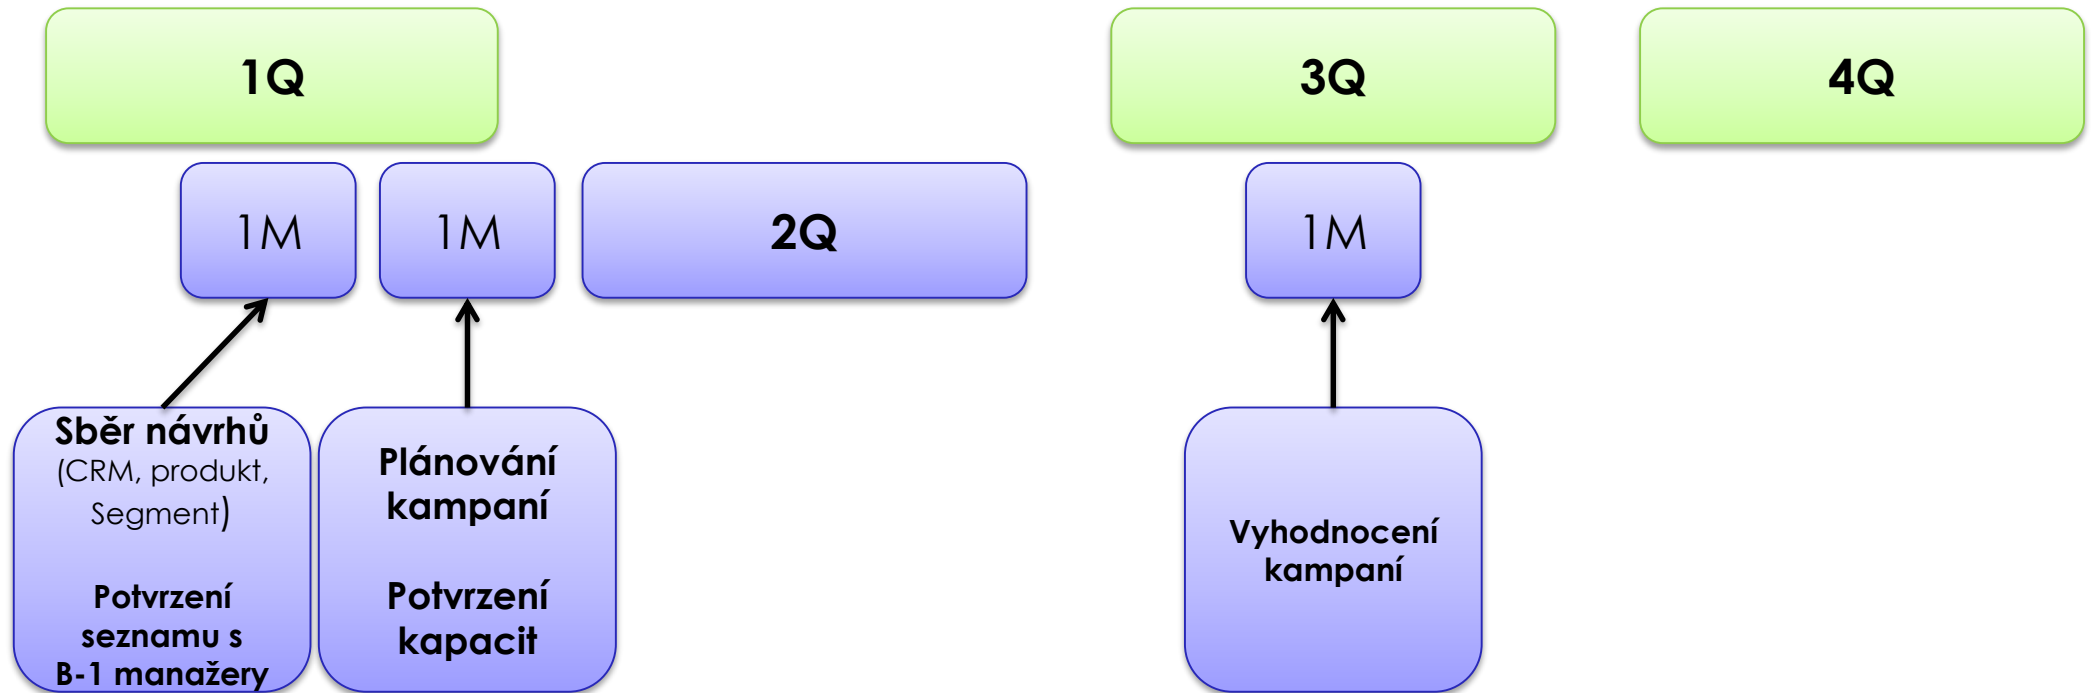 1Q
3Q
4Q
1M
1M
2Q
1M
Sběr návrhů
(CRM, produkt,
Segment)
Potvrzení
seznamu s
B-1 manažery
Plánování
kampaní
Potvrzení
kapacit
Vyhodnocení
kampaní